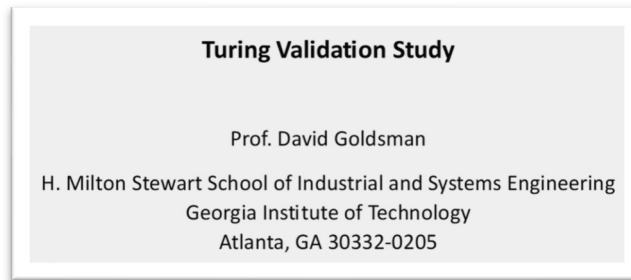 Turing Validation Study
Prof. David Goldsman
H. Milton Stewart School of Industrial and Systems Engineering
Georgia Institute of Technology
Atlanta, GA 30332-0205